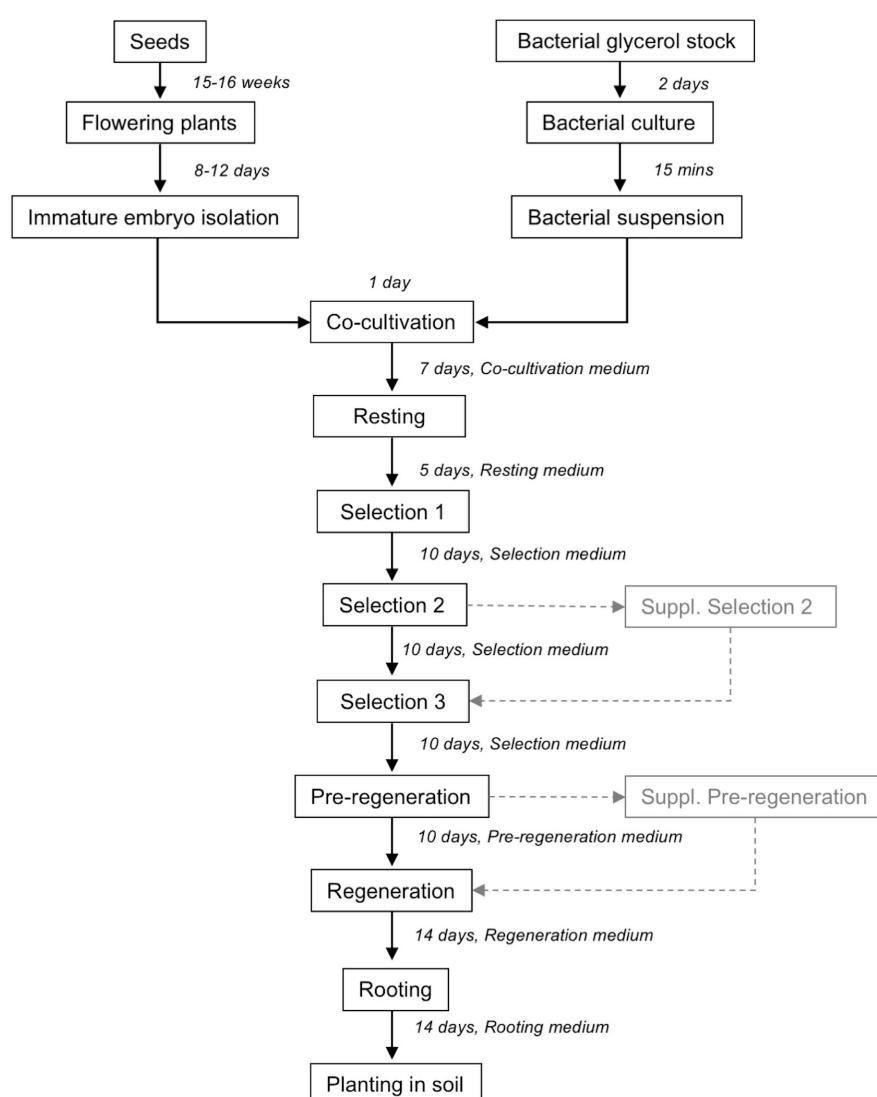 Seeds
Bacterial glycerol stock
15-16 weeks
2 days
Flowering plants
Bacterial culture
8-12 days
15 mins
Immature embryo isolation
Bacterial suspension
1 day
Co-cultivation
7 days, Co-cultivation medium
Resting
5 days, Resting medium
Selection 1
10 days, Selection medium
Selection 2
Suppl. Selection 2
10 days, Selection medium
Selection 3
10 days, Selection medium
Pre-regeneration
Suppl. Pre-regeneration
10 days, Pre-regeneration medium
Regeneration
14 days, Regeneration medium
Rooting
14 days, Rooting medium
Planting in soil